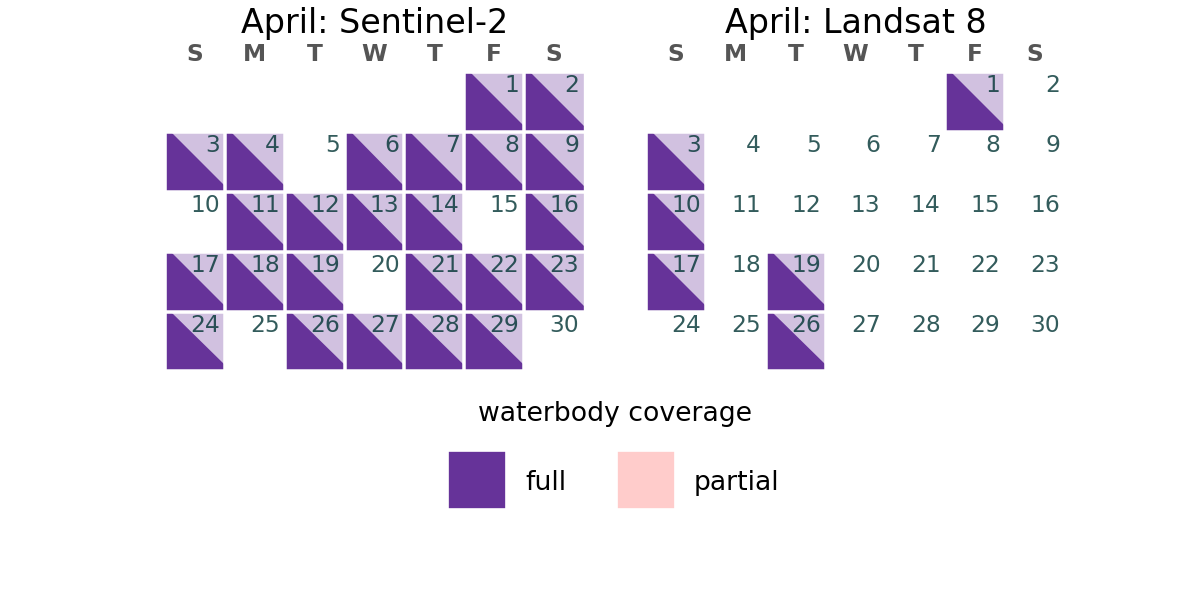 April: Sentinel-2
S M T W T F S
1 2
3 4 5 6 7 8 9
10 11 12 13 14 15 16
17 18 19 20 21 22 23
24 25 26 27 28 29 30
April: Landsat 8
S M T W T F S
1 2
3 4 5 6 7 8 9
10 11 12 13 14 15 16
17 18 19 20 21 22 23
24 25 26 27 28 29 30
waterbody coverage
full partial